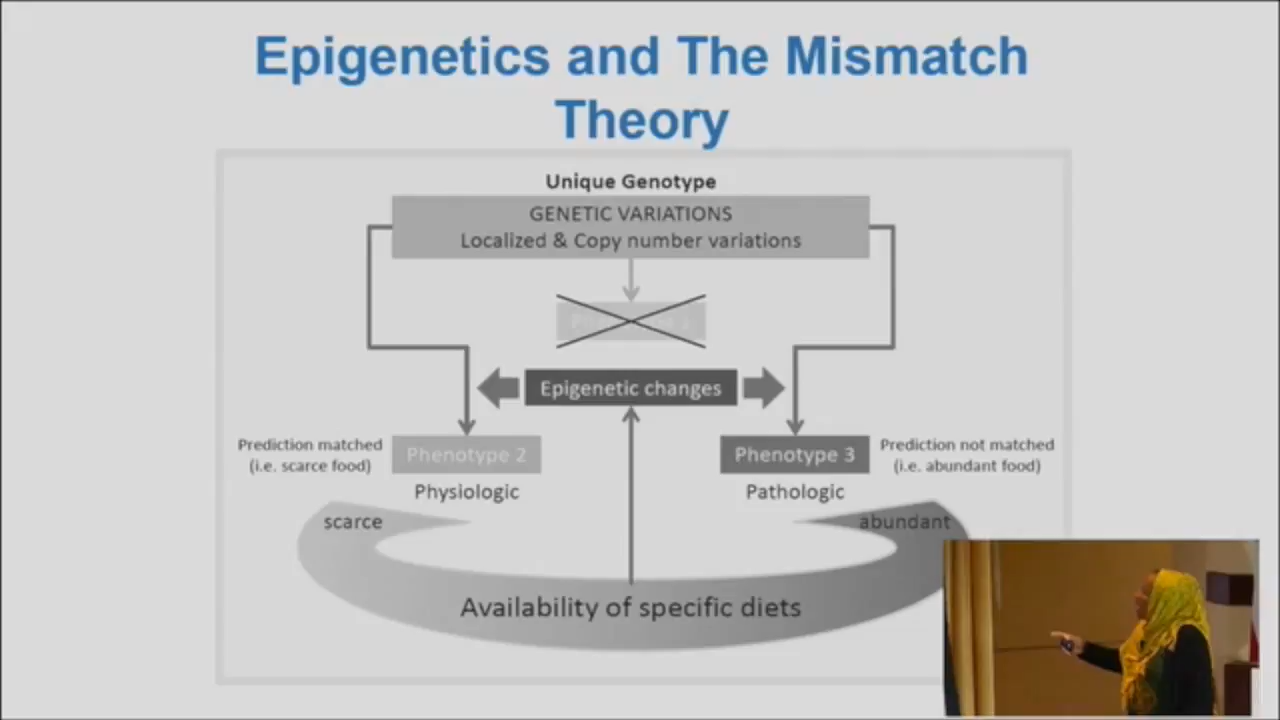 Epigenetics and The Mismatch
Theory
Unique Genotype
GENETIC VARIATIONS
Localized & Copy number variations
Epigenetic changes
Prediction matched
(i.e. scarce food)
Phenotype 2
Physiologic
Phenotype 3
Pathologic
Prediction not matched
(i.e. abundant food)
scarce
abundant
Availability of specific diets